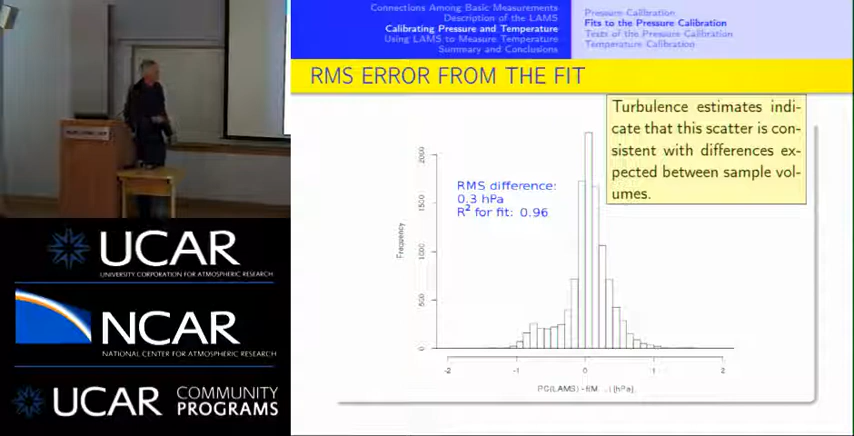 Connections Among Basic Measurements
Description of the LAMS
Calibrating Pressure and Temperature
Using LAMS to Measure Temperature
Summary and Conclusions
Pressure Calibration
Fits to the Pressure Calibration
Tests of the Pressure Calibration
Temperature Calibration
RMS ERROR FROM THE FIT
Turbulence estimates indi-
cate that this scatter is con-
sistent with differences ex-
pected between sample vol-
umes.
RMS difference:
0.3 hPa
R² for fit: 0.96
Frequency
2000
1500
1000
500
0
-2
-1
0
1
2
[hPa]
UCAR
UNIVERSITY CORPORATION FOR ATMOSPHERIC RESEARCH
NCAR
NATIONAL CENTER FOR ATMOSPHERIC RESEARCH
UCAR
COMMUNITY
PROGRAMS